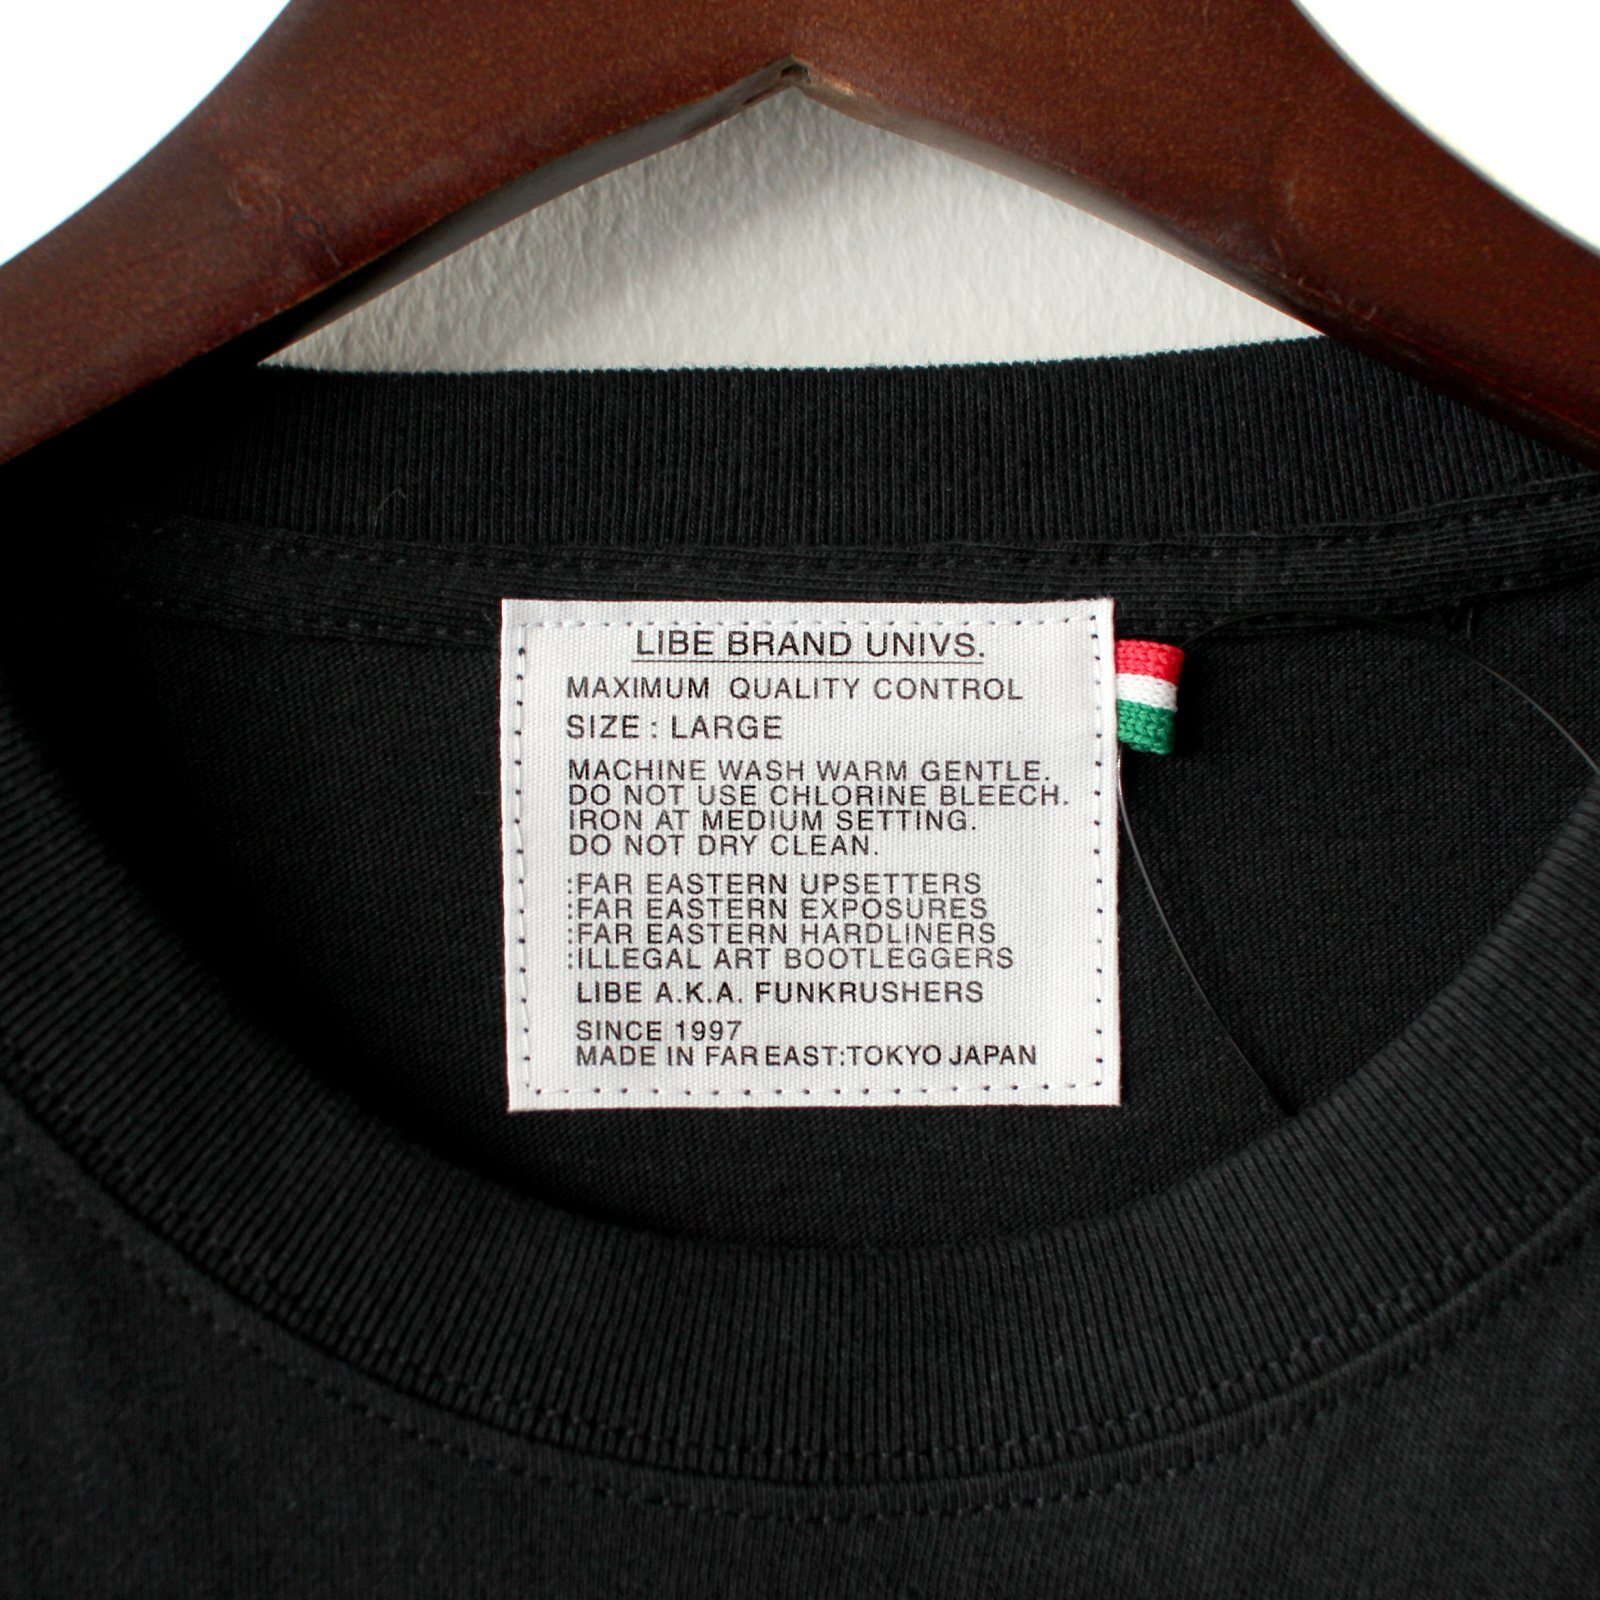 LIBE BRAND UNIVS.
MAXIMUM QUALITY CONTROL
SIZE : LARGE
MACHINE WASH WARM GENTLE.
DO NOT USE CHLORINE BLEECH.
IRON AT MEDIUM SETTING.
DO NOT DRY CLEAN.
:FAR EASTERN UPSETTERS
:FAR EASTERN EXPOSURES
:FAR EASTERN HARDLINERS
:ILLEGAL ART BOOTLEGGERS
LIBE A.K.A. FUNKRUSHERS
SINCE 1997
MADE IN FAR EAST:TOKYO JAPAN